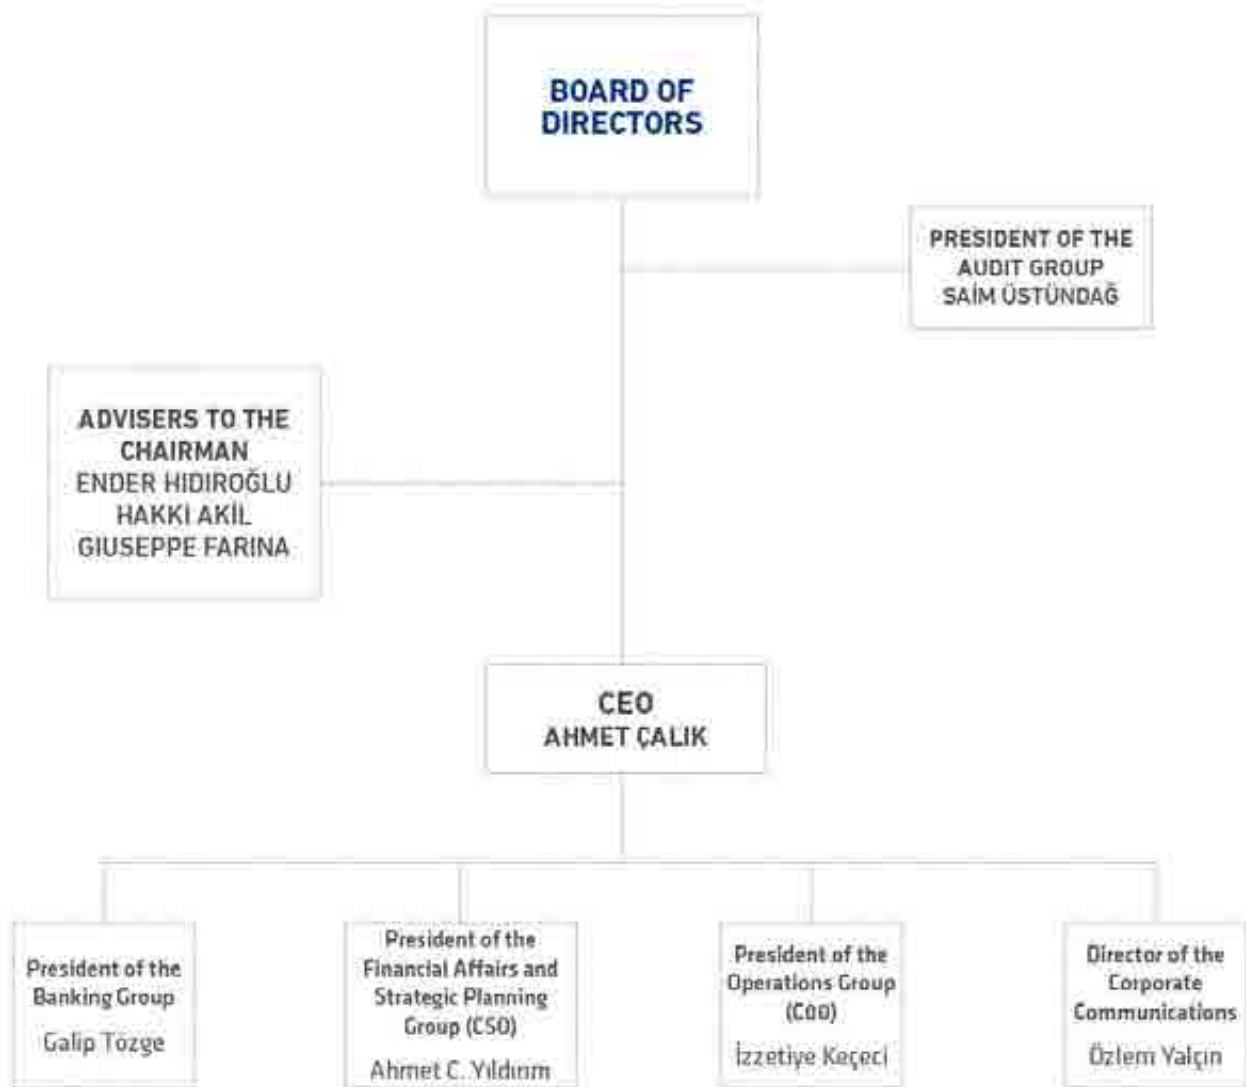 BOARD OF
DIRECTORS
PRESIDENT OF THE
AUDIT GROUP
SAİM ÜSTÜNDAĞ
ADVISERS TO THE
CHAIRMAN
ENDER HIDIROĞLU
HAKKI AKİL
GIUSEPPE FARINA
CEO
AHMET ÇALIK
President of the
Banking Group
Galip Tözge
President of the
Financial Affairs and
Strategic Planning
Group (CSO)
Ahmet C. Yıldırım
President of the
Operations Group
(COO)
İzzetiye Keçeci
Director of the
Corporate
Communications
Özlem Yalçın